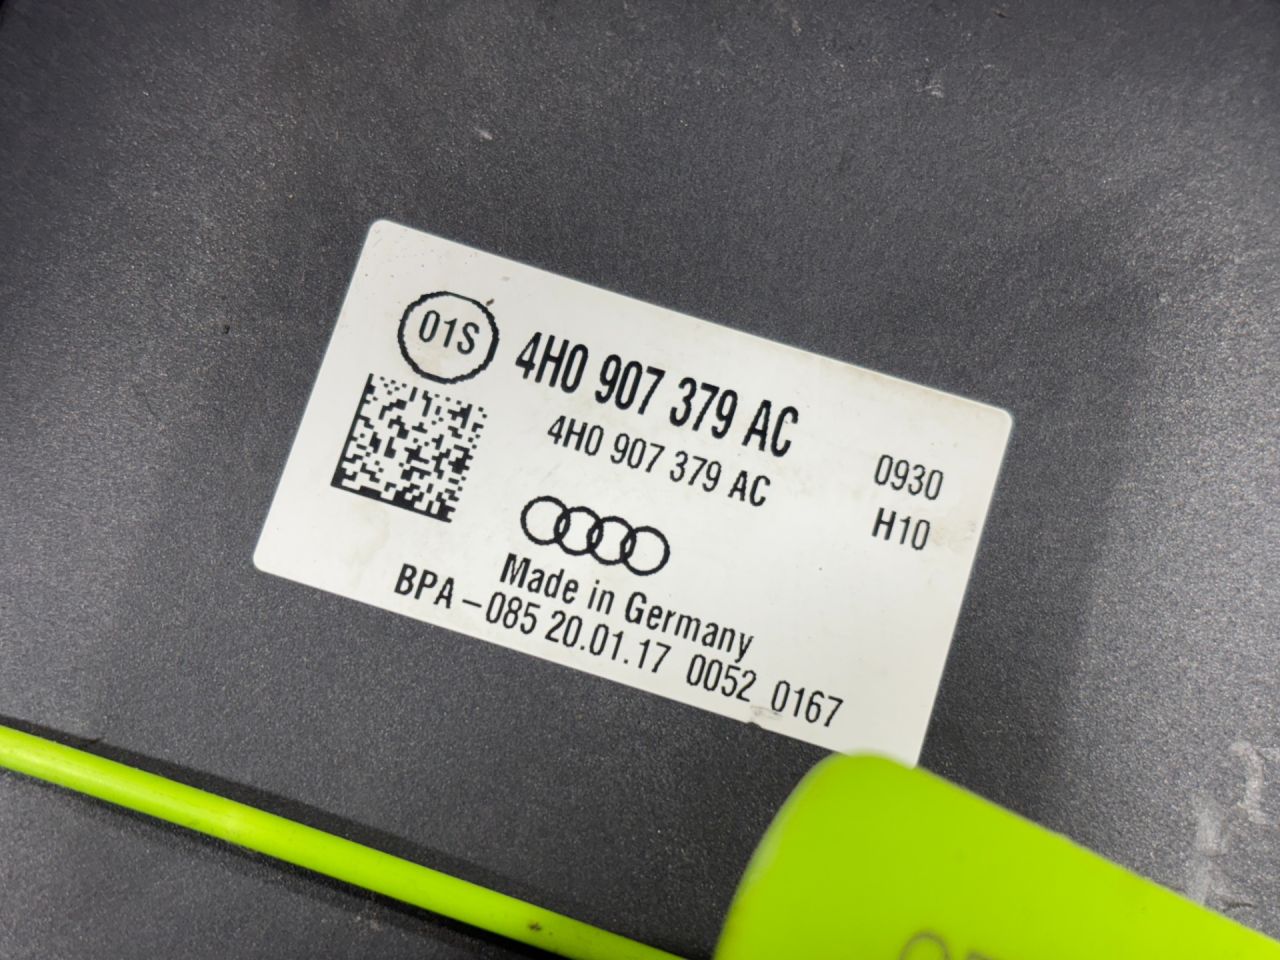 01S
4H0 907 379 AC
4H0 907 379 AC
0930
H10
Made in Germany
BPA - 085 20.01.17 0052 0167